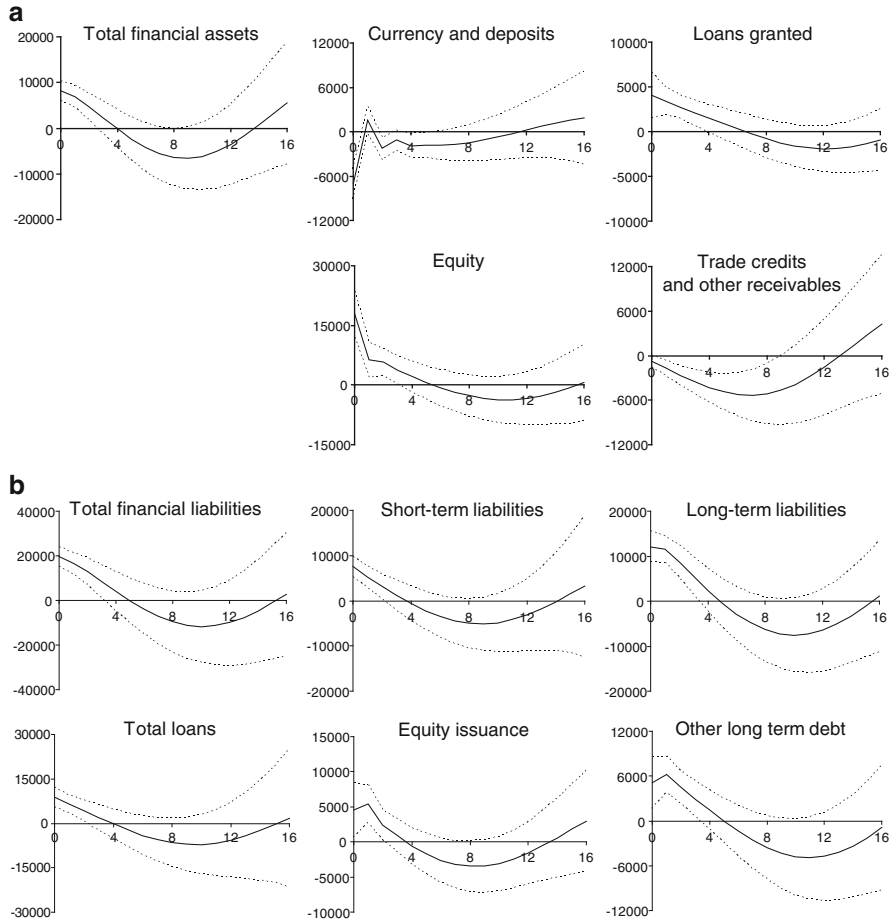 a
Total financial assets
20000
10000
0
-10000
-20000
0 4 8 12 16
Currency and deposits
12000
6000
0
-6000
-12000
0 4 8 12 16
Loans granted
10000
5000
0
-5000
-10000
0 4 8 12 16
Equity
30000
15000
0
-15000
0 4 8 12 16
Trade credits
and other receivables
12000
6000
0
-6000
-12000
0 4 8 12 16
b
Total financial liabilities
40000
20000
0
-20000
-40000
0 4 8 12 16
Short-term liabilities
20000
10000
0
-10000
-20000
0 4 8 12 16
Long-term liabilities
20000
10000
0
-10000
-20000
0 4 8 12 16
Total loans
30000
15000
0
-15000
-30000
0 4 8 12 16
Equity issuance
15000
10000
5000
0
-5000
-10000
0 4 8 12 16
Other long term debt
12000
6000
0
-6000
-12000
0 4 8 12 16